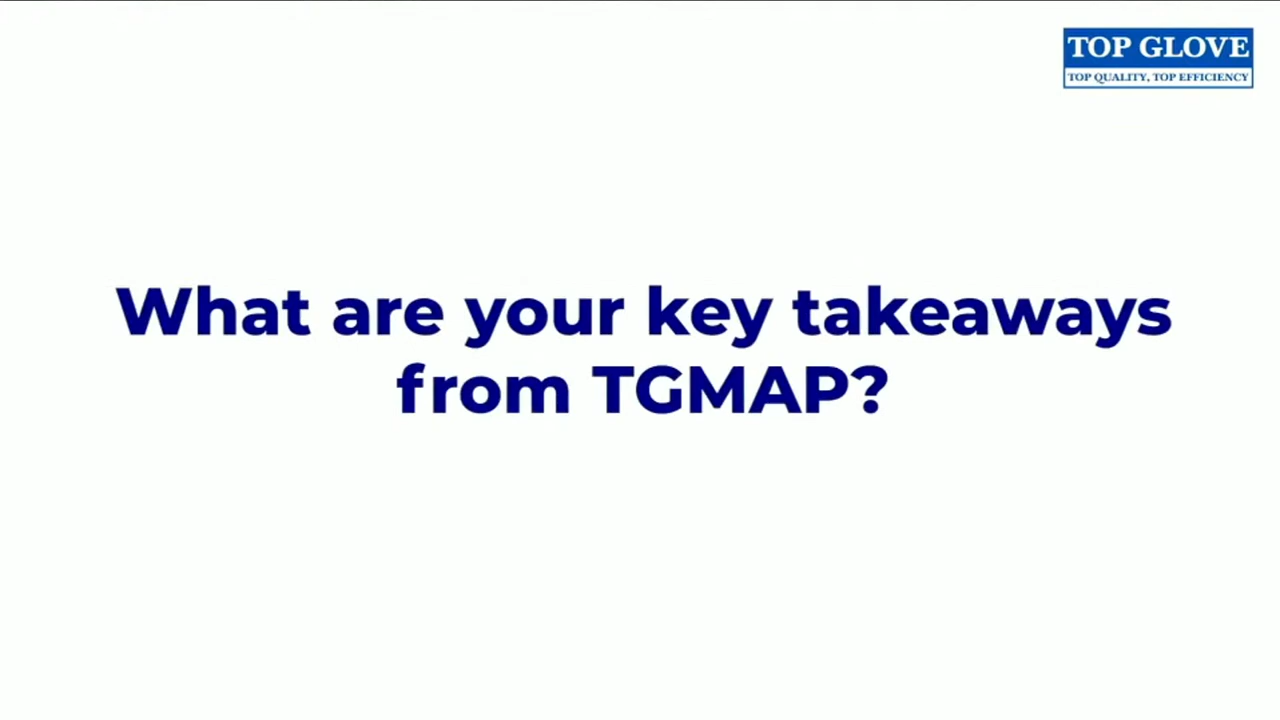 TOP GLOVE
TOP QUALITY, TOP EFFICIENCY
What are your key takeaways
from TGMAP?